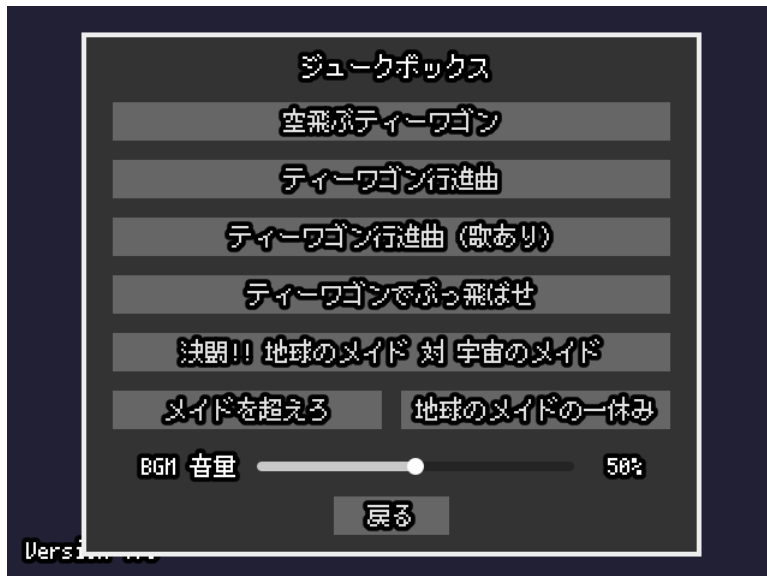 ジュークボックス
空飛ぶティーワゴン
ティーワゴン行進曲
ティーワゴン行進曲 (歌あり)
ティーワゴンでぶっ飛ばせ
決闘!! 地球のメイド 対 宇宙のメイド
メイドを超えろ 地球のメイドの一休み
BGM 音量 50%
戻る